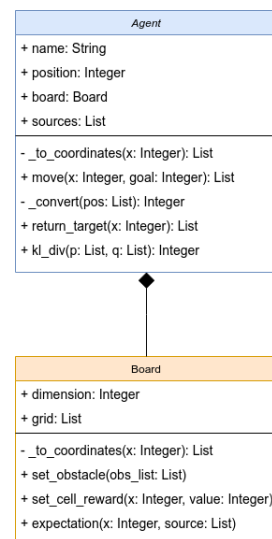 Agent
+ name: String
+ position: Integer
+ board: Board
+ sources: List
- _to_coordinates(x: Integer): List
+ move(x: Integer, goal: Integer): List
- _convert(pos: List): Integer
+ return_target(x: Integer): List
+ kl_div(p: List, q: List): Integer
Board
+ dimension: Integer
+ grid: List
- _to_coordinates(x: Integer): List
+ set_obstacle(obs_list: List)
+ set_cell_reward(x: Integer, value: Integer)
+ expectation(x: Integer, source: List)